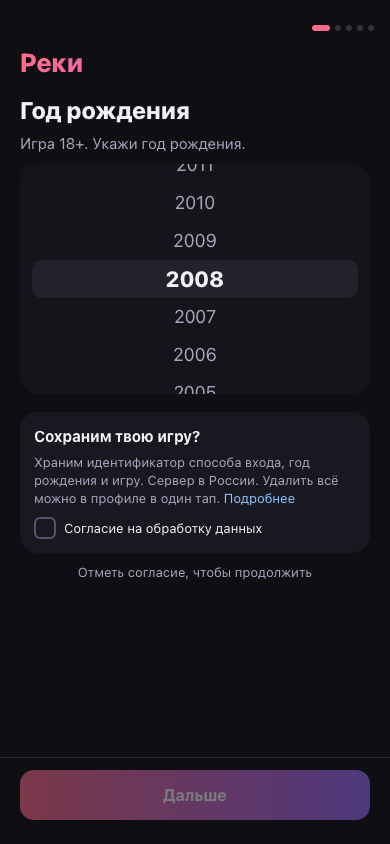 Реки
Год рождения
Игра 18+. Укажи год рождения.
2011
2010
2009
2008
2007
2006
2005
Сохраним твою игру?
Храним идентификатор способа входа, год
рождения и игру. Сервер в России. Удалить всё
можно в профиле в один тап. Подробнее
Согласие на обработку данных
Отметь согласие, чтобы продолжить
Дальше